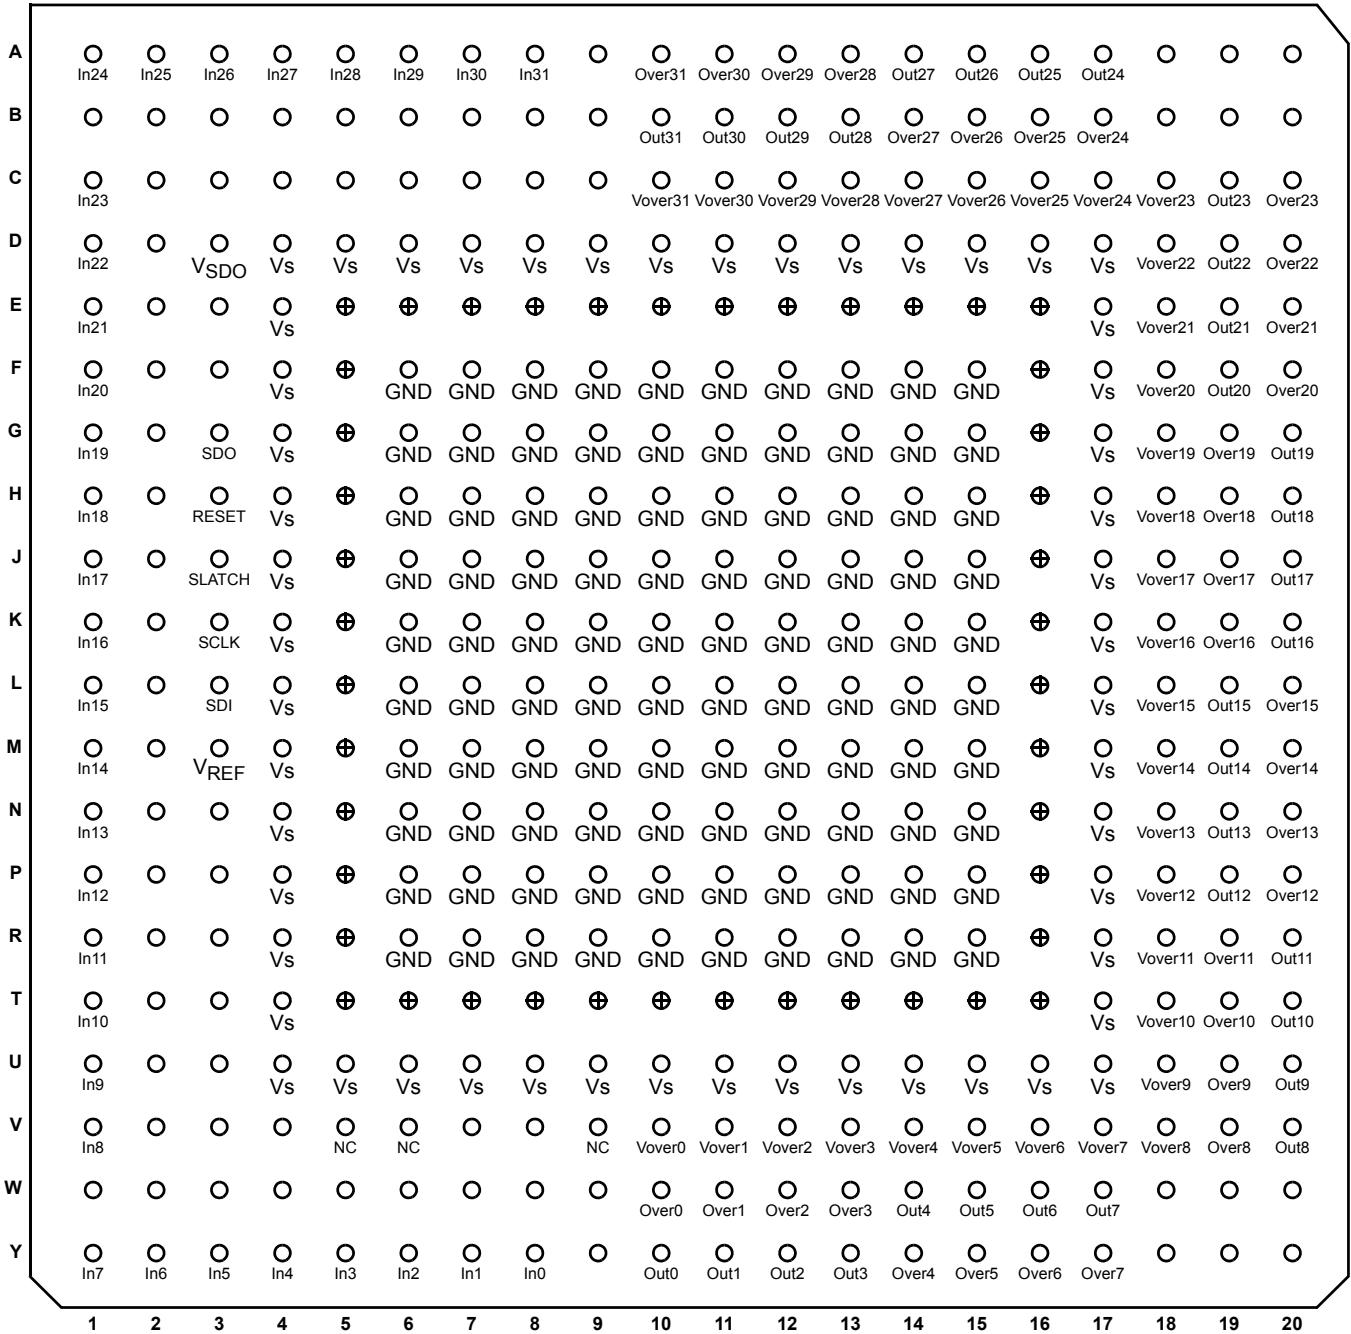 A
In24 In25 In26 In27 In28 In29 In30 In31 Over31 Over30 Over29 Over28 Out27 Out26 Out25 Out24
B
Out31 Out30 Out29 Out28 Over27 Over26 Over25 Over24
C
In23 Vover31 Vover30 Vover29 Vover28 Vover27 Vover26 Vover25 Vover24 Vover23 Out23 Over23
D
In22 VSDO Vs Vs Vs Vs Vs Vs Vs Vs Vs Vs Vs Vs Vs Vs Vover22 Out22 Over22
E
In21 Vs Vs Vover21 Out21 Over21
F
In20 Vs GND GND GND GND GND GND GND GND GND GND Vs Vover20 Out20 Over20
G
In19 SDO Vs GND GND GND GND GND GND GND GND GND GND Vs Vover19 Over19 Out19
H
In18 RESET Vs GND GND GND GND GND GND GND GND GND GND Vs Vover18 Over18 Out18
J
In17 SLATCH Vs GND GND GND GND GND GND GND GND GND GND Vs Vover17 Over17 Out17
K
In16 SCLK Vs GND GND GND GND GND GND GND GND GND GND Vs Vover16 Over16 Out16
L
In15 SDI Vs GND GND GND GND GND GND GND GND GND GND Vs Vover15 Out15 Over15
M
In14 VREF Vs GND GND GND GND GND GND GND GND GND GND Vs Vover14 Out14 Over14
N
In13 Vs GND GND GND GND GND GND GND GND GND GND Vs Vover13 Out13 Over13
P
In12 Vs GND GND GND GND GND GND GND GND GND GND Vs Vover12 Out12 Over12
R
In11 Vs GND GND GND GND GND GND GND GND GND GND Vs Vover11 Over11 Out11
T
In10 Vs Vs Vover10 Over10 Out10
U
In9 Vs Vs Vs Vs Vs Vs Vs Vs Vs Vs Vs Vs Vs Vs Vover9 Over9 Out9
V
In8 NC NC NC Vover0 Vover1 Vover2 Vover3 Vover4 Vover5 Vover6 Vover7 Vover8 Over8 Out8
W
Over0 Over1 Over2 Over3 Out4 Out5 Out6 Out7
Y
In7 In6 In5 In4 In3 In2 In1 In0 Out0 Out1 Out2 Out3 Over4 Over5 Over6 Over7
1 2 3 4 5 6 7 8 9 10 11 12 13 14 15 16 17 18 19 20